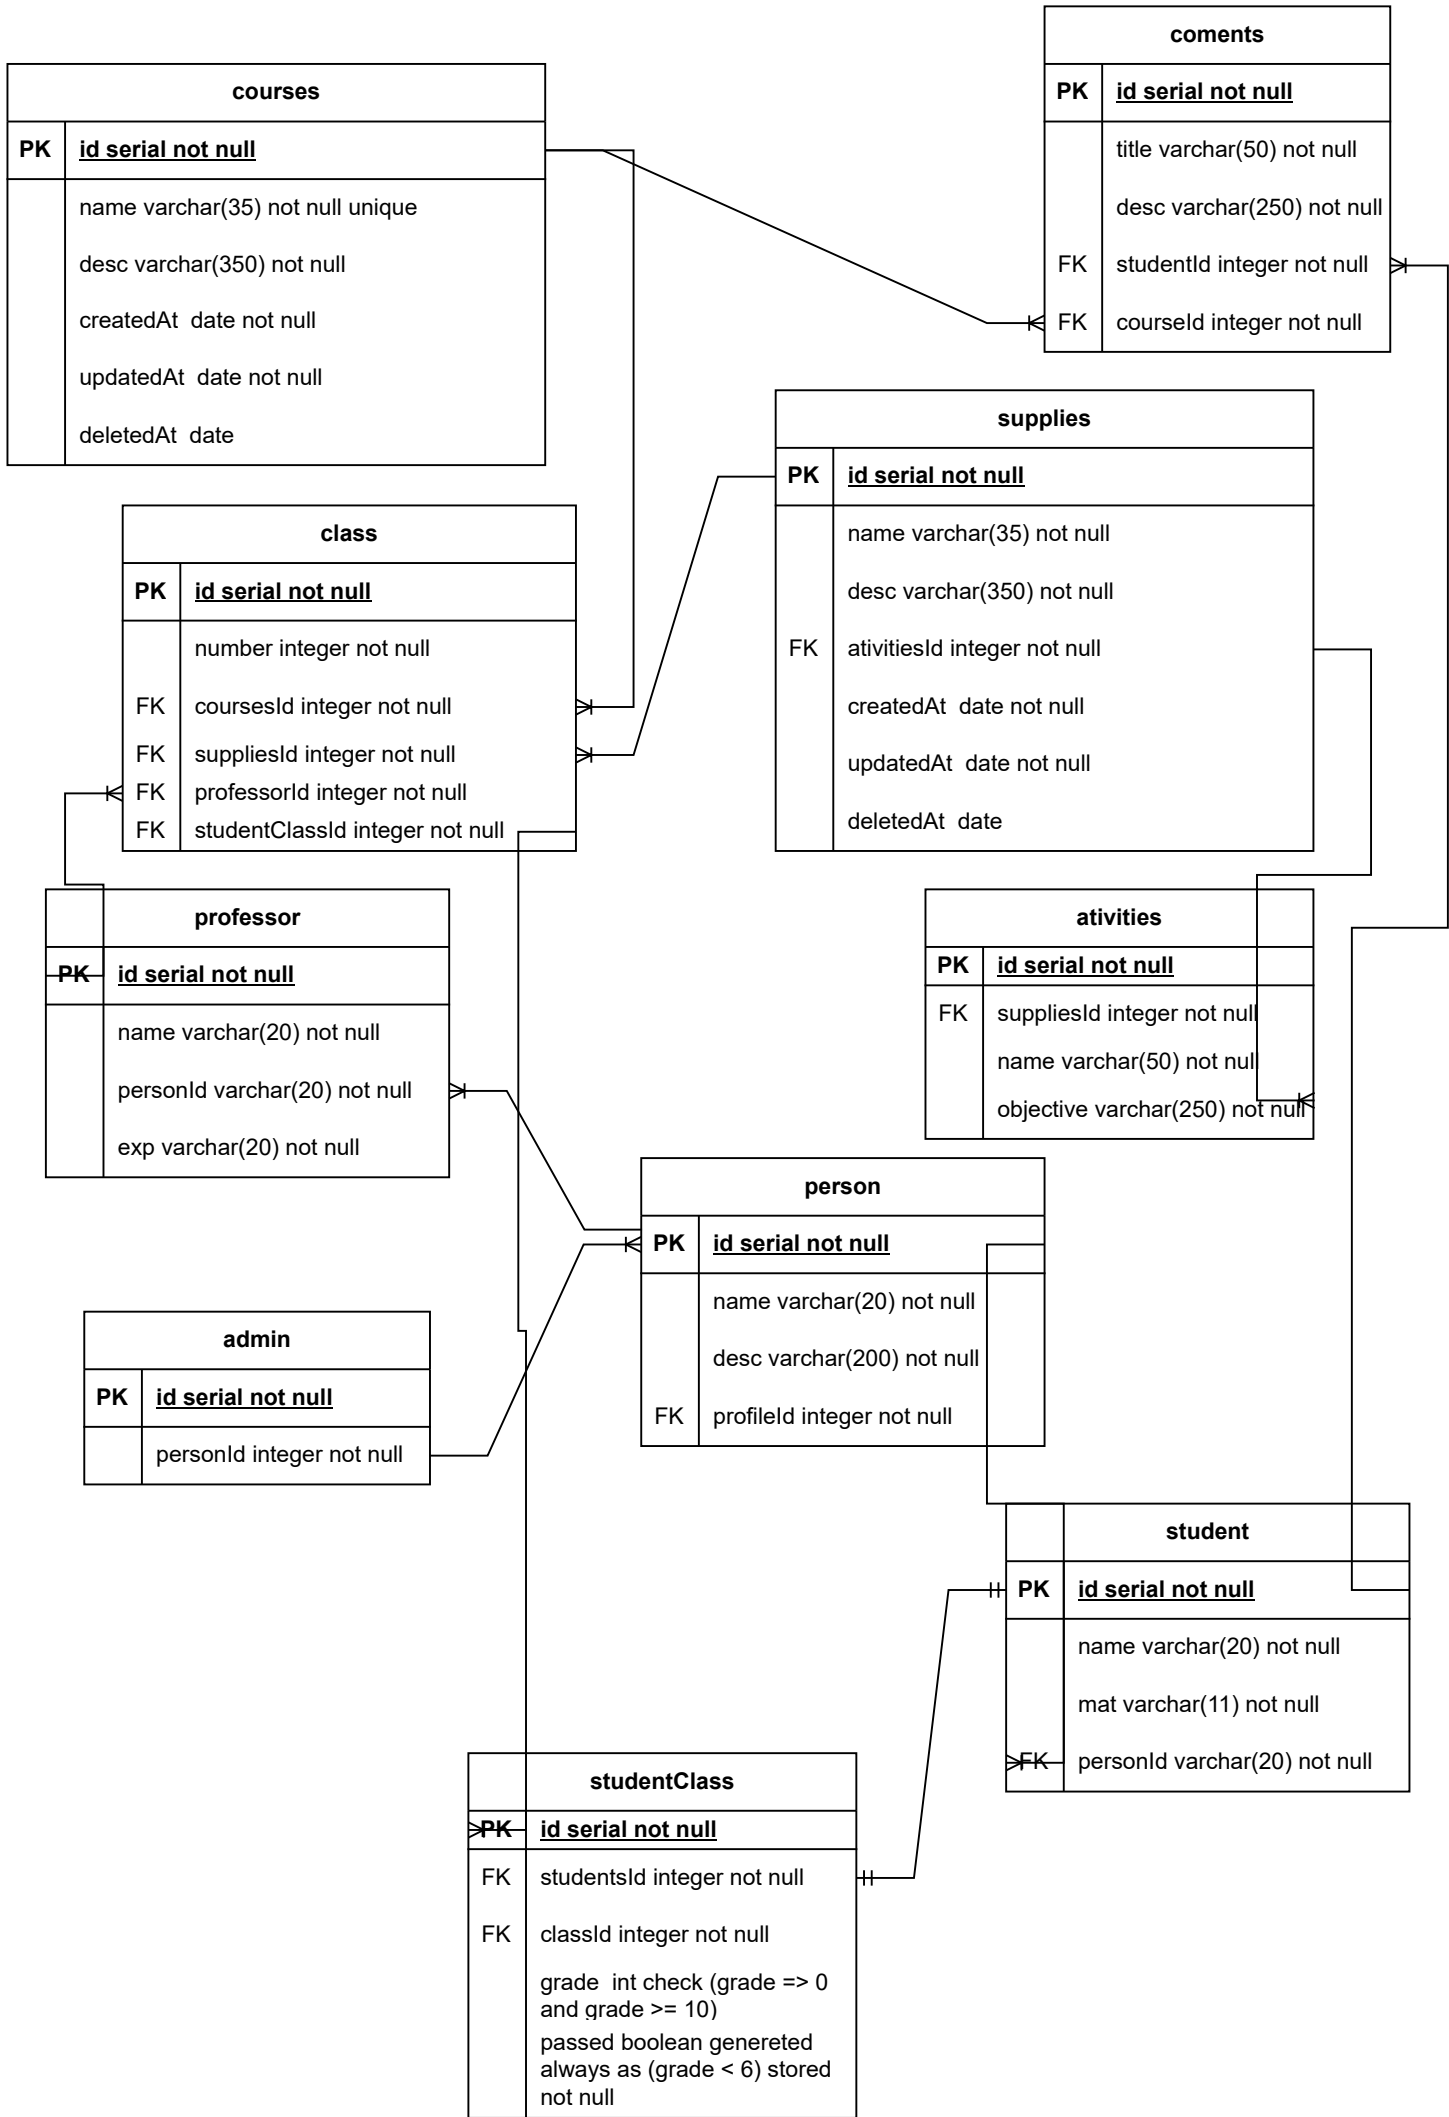 coments
PK id serial not null
title varchar(50) not null
desc varchar(250) not null
FK studentId integer not null
FK courseId integer not null
courses
PK id serial not null
name varchar(35) not null unique
desc varchar(350) not null
createdAt  date not null
updatedAt  date not null
deletedAt  date
supplies
PK id serial not null
name varchar(35) not null
desc varchar(350) not null
FK ativitiesId integer not null
createdAt  date not null
updatedAt  date not null
deletedAt  date
class
PK id serial not null
number integer not null
FK coursesId integer not null
FK suppliesId integer not null
FK professorId integer not null
FK studentClassId integer not null
professor
PK id serial not null
name varchar(20) not null
personId varchar(20) not null
exp varchar(20) not null
ativities
PK id serial not null
FK suppliesId integer not null
name varchar(50) not null
objective varchar(250) not null
person
PK id serial not null
name varchar(20) not null
desc varchar(200) not null
FK profileId integer not null
admin
PK id serial not null
personId integer not null
student
PK id serial not null
name varchar(20) not null
mat varchar(11) not null
FK personId varchar(20) not null
studentClass
PK id serial not null
FK studentsId integer not null
FK classId integer not null
grade  int check (grade => 0
and grade >= 10)
passed boolean genereted
always as (grade < 6) stored
not null